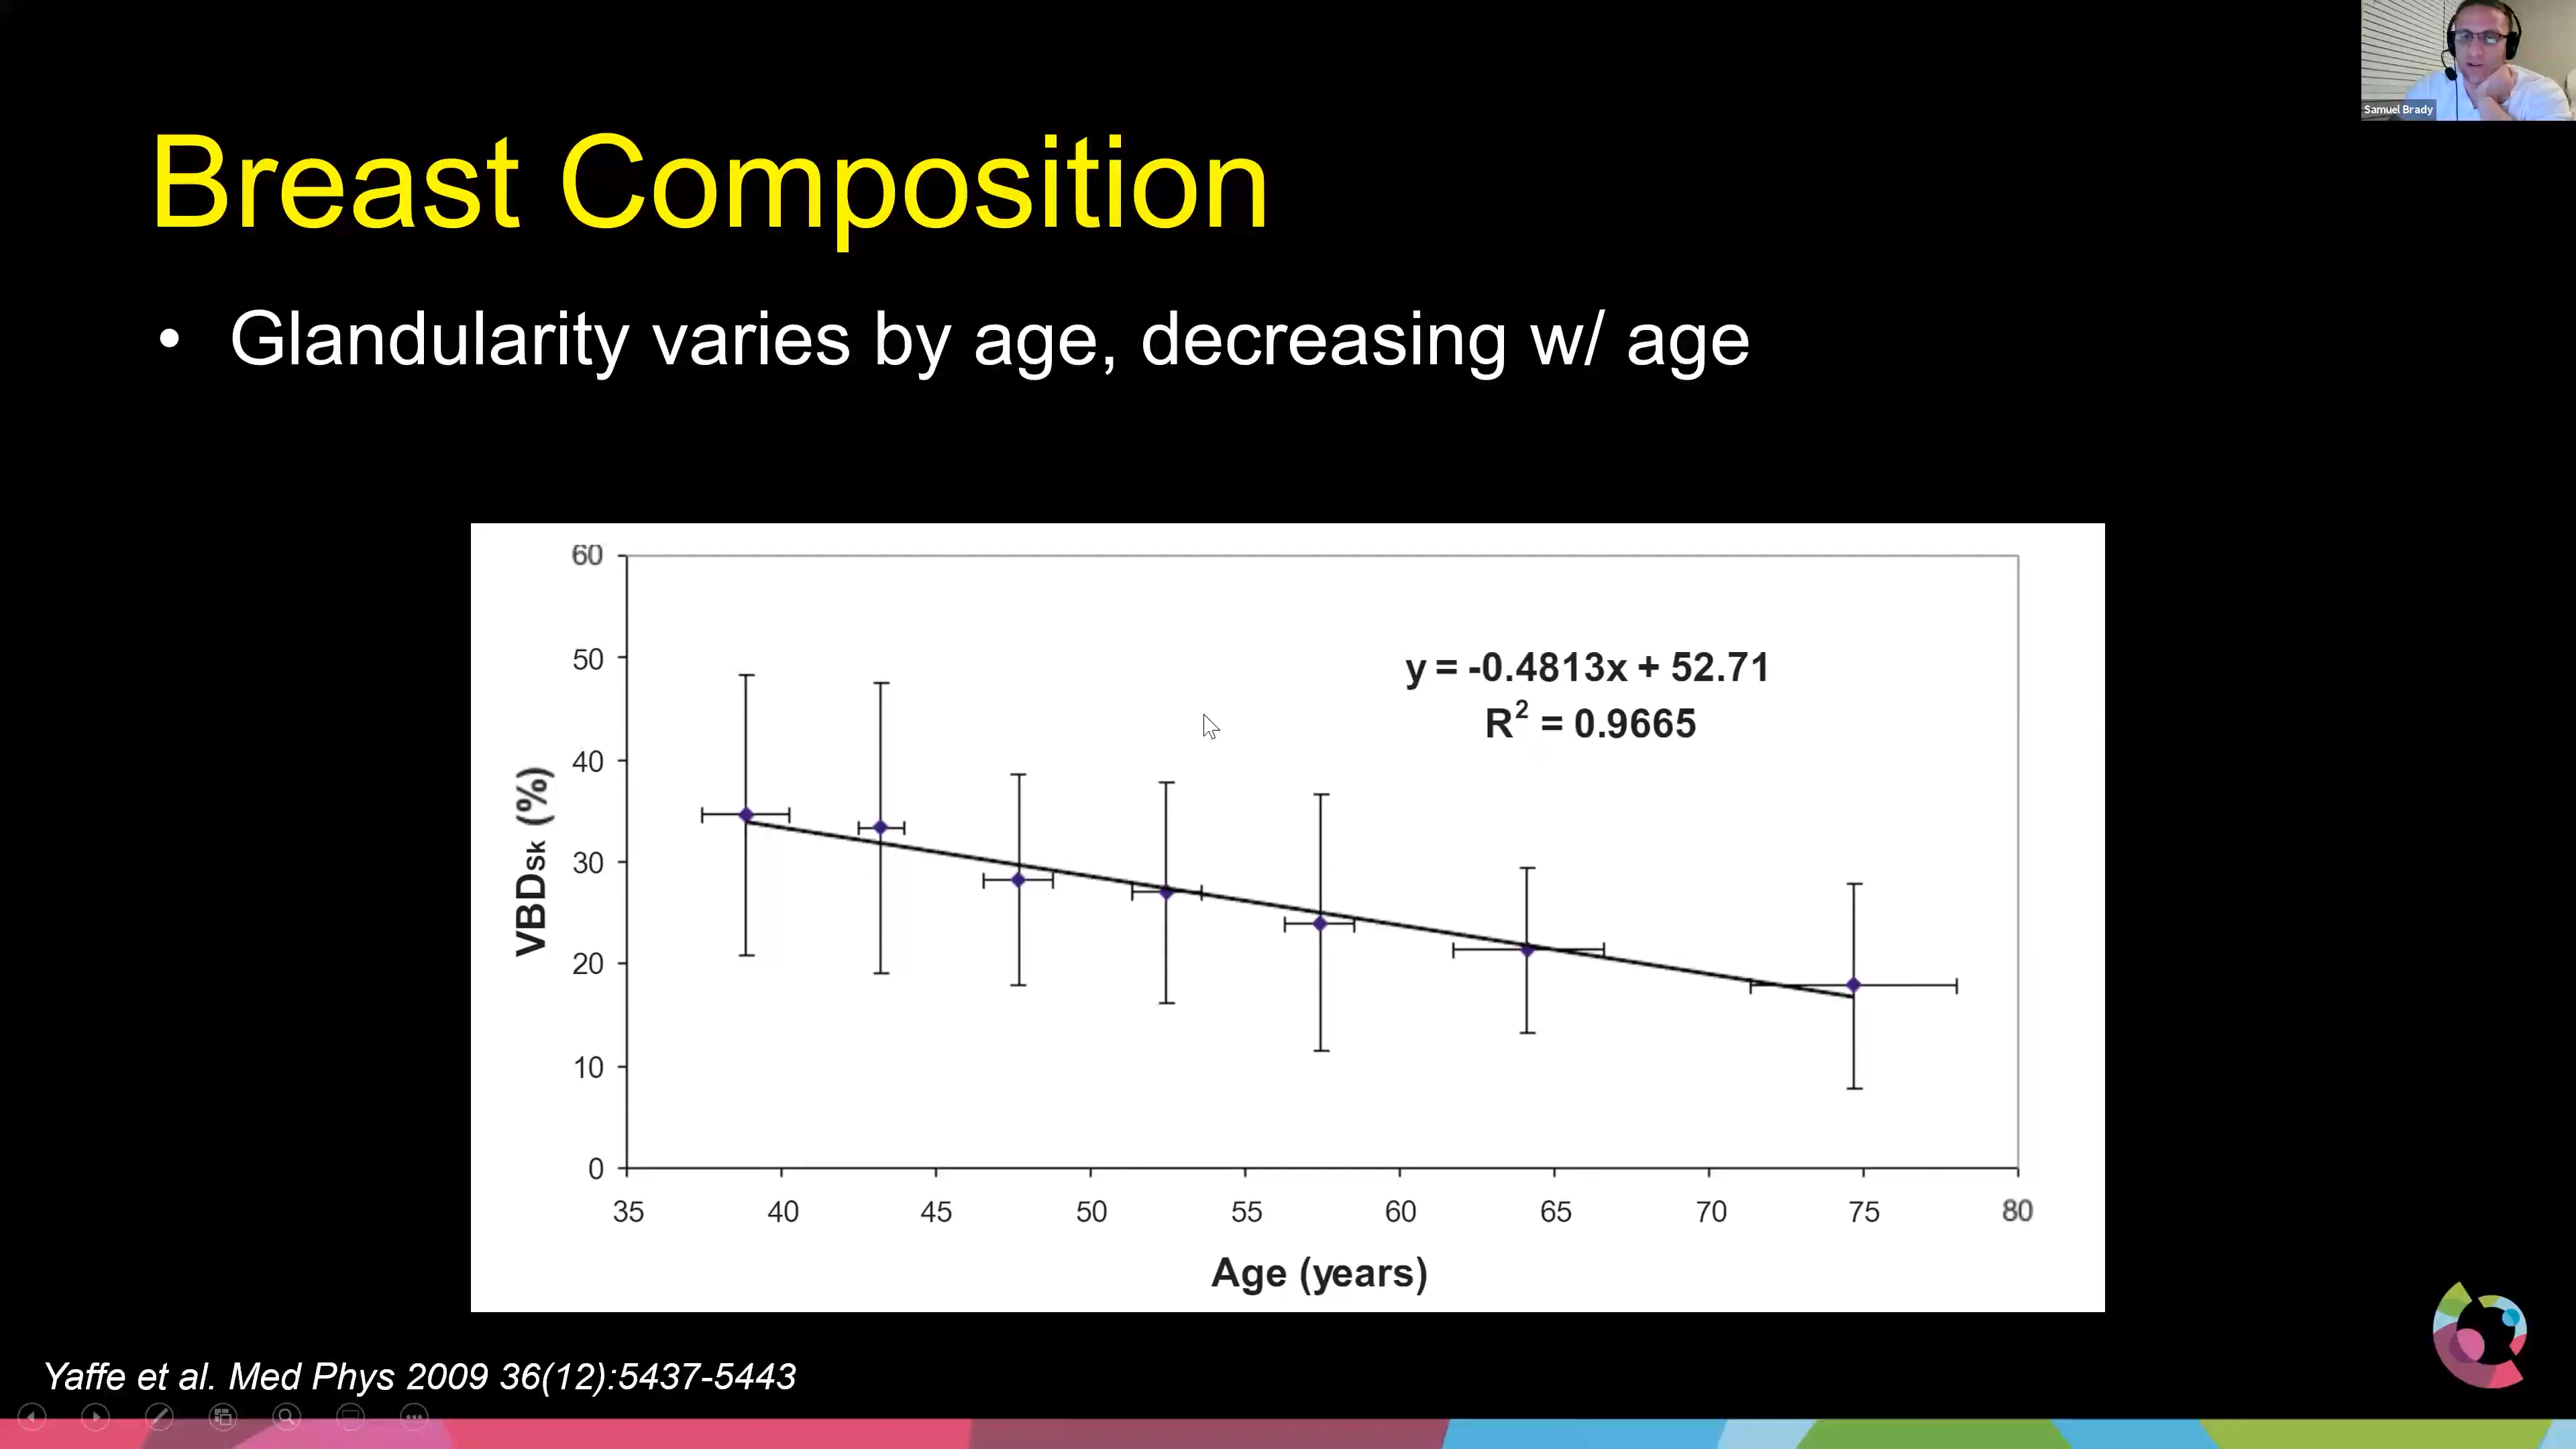 Samuel Brady
Breast Composition
• Glandularity varies by age, decreasing w/ age
60
50
40
30
20
10
0
VBDSk (%)
y = -0.4813x + 52.71
R² = 0.9665
35 40 45 50 55 60 65 70 75 80
Age (years)
Yaffe et al. Med Phys 2009 36(12):5437-5443